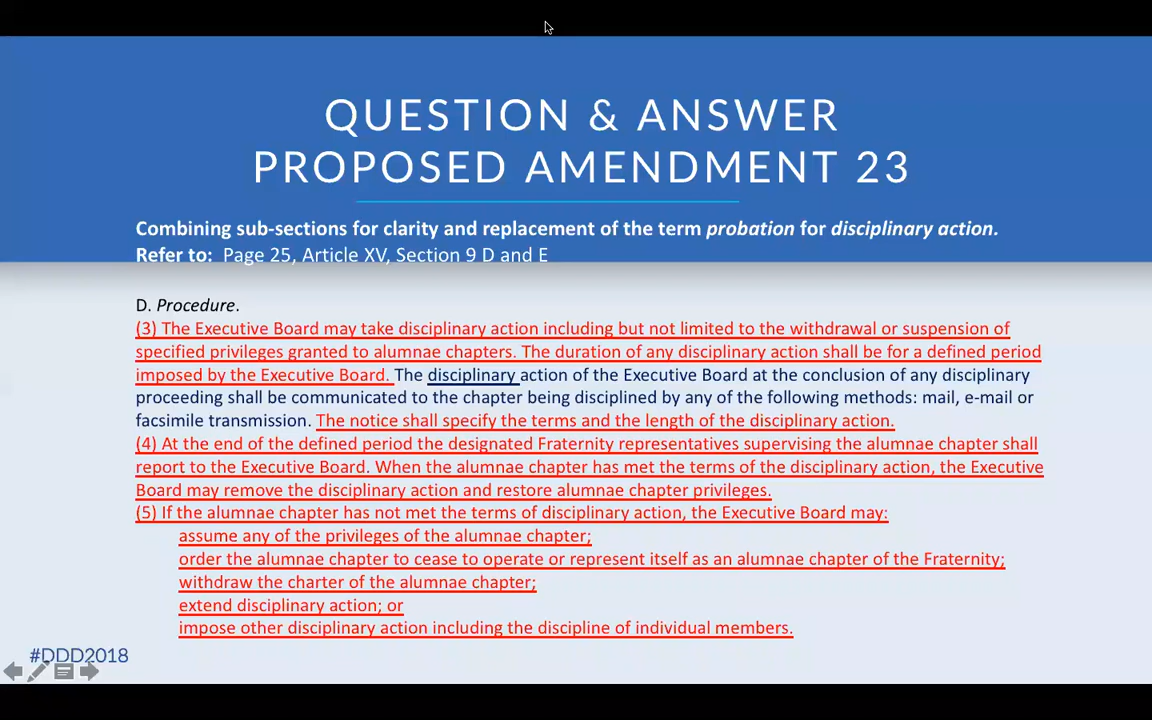 QUESTION & ANSWER
PROPOSED AMENDMENT 23
Combining sub-sections for clarity and replacement of the term probation for disciplinary action.
Refer to: Page 25, Article XV, Section 9 D and E
D. Procedure.
(3) The Executive Board may take disciplinary action including but not limited to the withdrawal or suspension of
specified privileges granted to alumnae chapters. The duration of any disciplinary action shall be for a defined period
imposed by the Executive Board. The disciplinary action of the Executive Board at the conclusion of any disciplinary
proceeding shall be communicated to the chapter being disciplined by any of the following methods: mail, e-mail or
facsimile transmission. The notice shall specify the terms and the length of the disciplinary action.
(4) At the end of the defined period the designated Fraternity representatives supervising the alumnae chapter shall
report to the Executive Board. When the alumnae chapter has met the terms of the disciplinary action, the Executive
Board may remove the disciplinary action and restore alumnae chapter privileges.
(5) If the alumnae chapter has not met the terms of disciplinary action, the Executive Board may:
assume any of the privileges of the alumnae chapter;
order the alumnae chapter to cease to operate or represent itself as an alumnae chapter of the Fraternity;
withdraw the charter of the alumnae chapter;
extend disciplinary action; or
impose other disciplinary action including the discipline of individual members.
#DDD2018